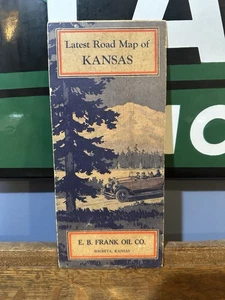 Latest Road Map of
KANSAS
E. B. FRANK OIL CO.
WICHITA, KANSAS